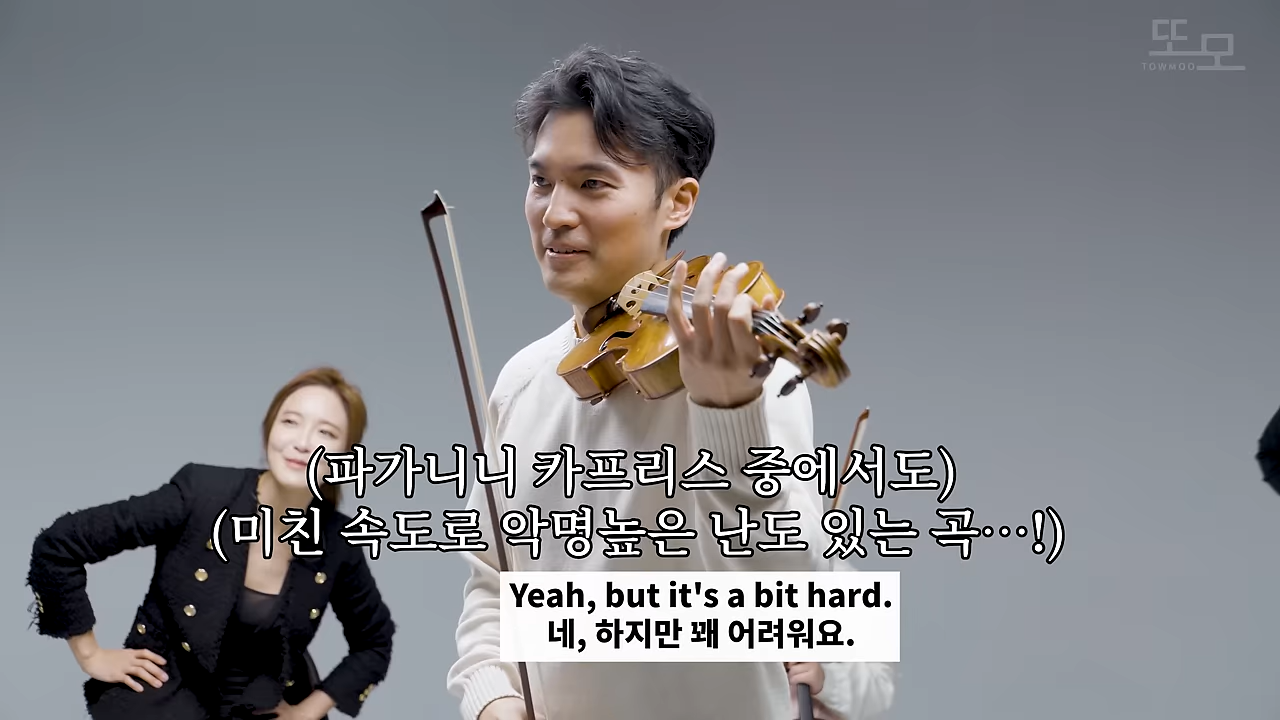 또모
TOWMOO
(파가니니 카프리스 중에서도)
(미친 속도로 악명높은 난도 있는 곡…!)
Yeah, but it's a bit hard.
네, 하지만 꽤 어려워요.